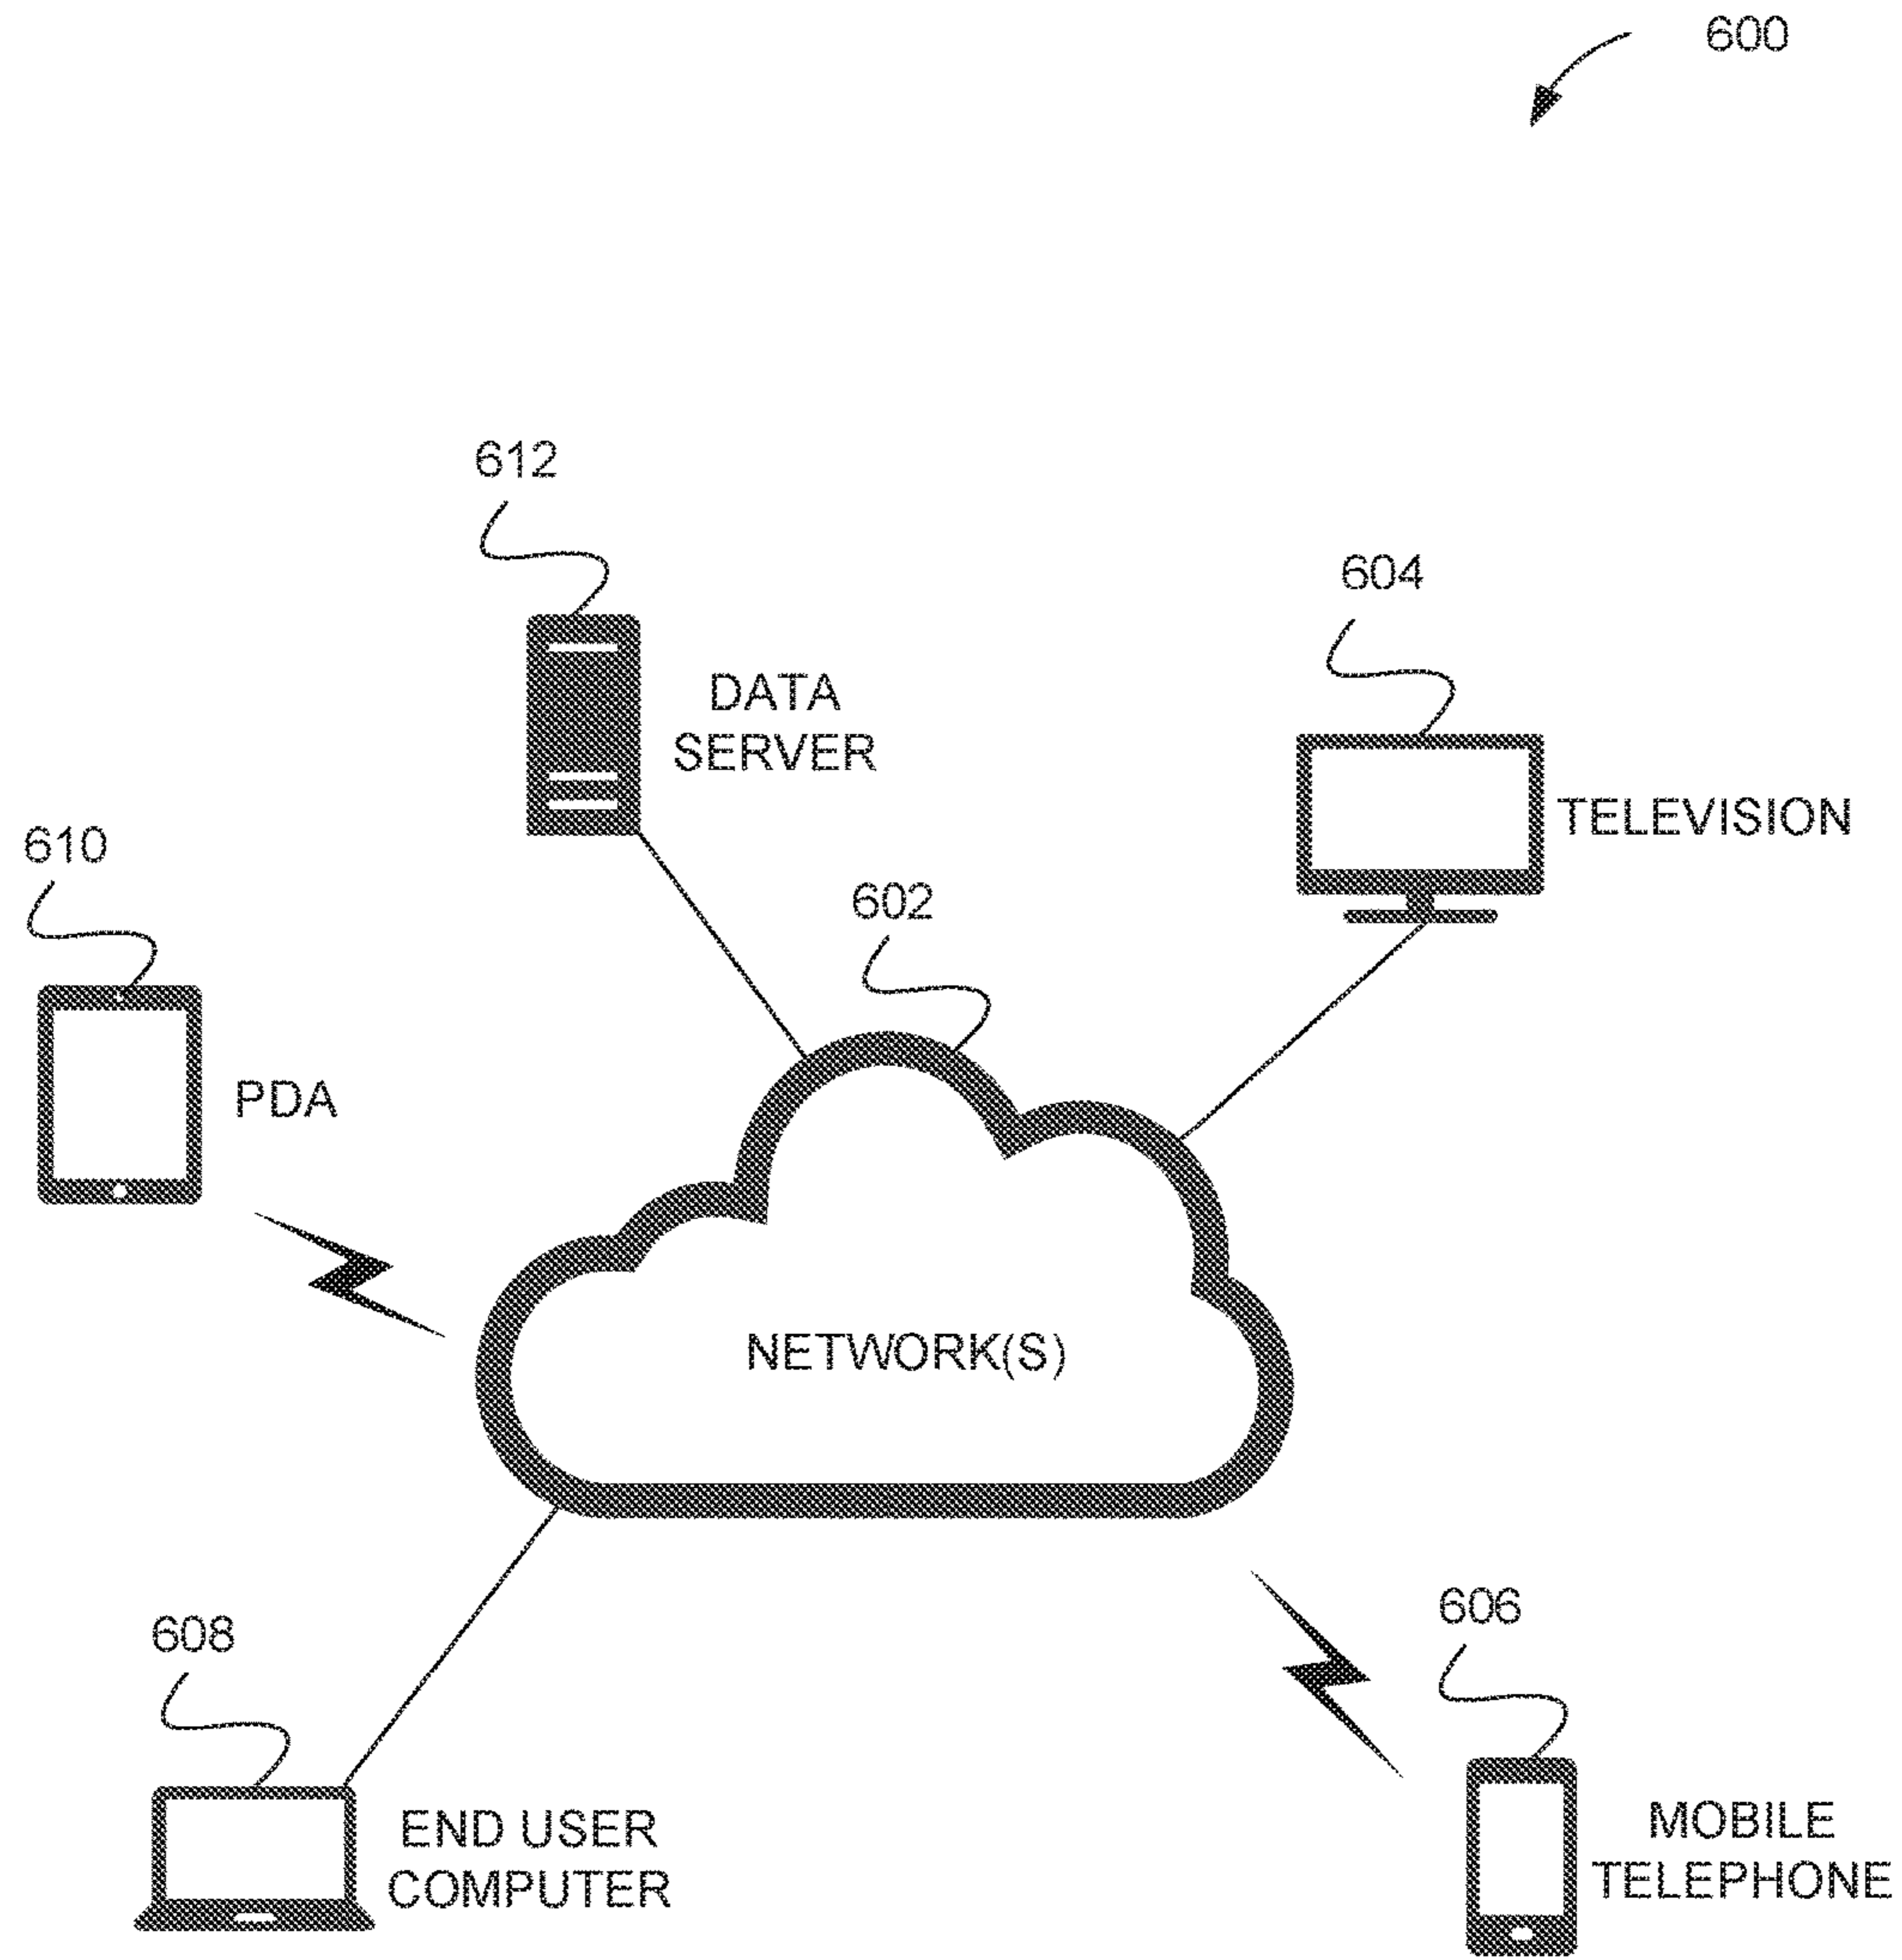 600
612
604
DATA
SERVER
TELEVISION
610
602
PDA
NETWORK(S)
608
606
END USER
COMPUTER
MOBILE
TELEPHONE